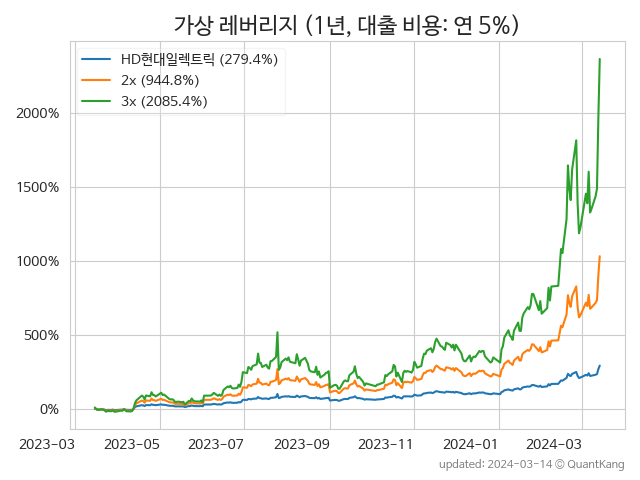 가상 레버리지 (1년, 대출 비용: 연 5%)
HD현대일렉트릭 (279.4%)
2x (944.8%)
3x (2085.4%)
2000%
1500%
1000%
500%
0%
2023-03 2023-05 2023-07 2023-09 2023-11 2024-01 2024-03
updated: 2024-03-14 © QuantKang